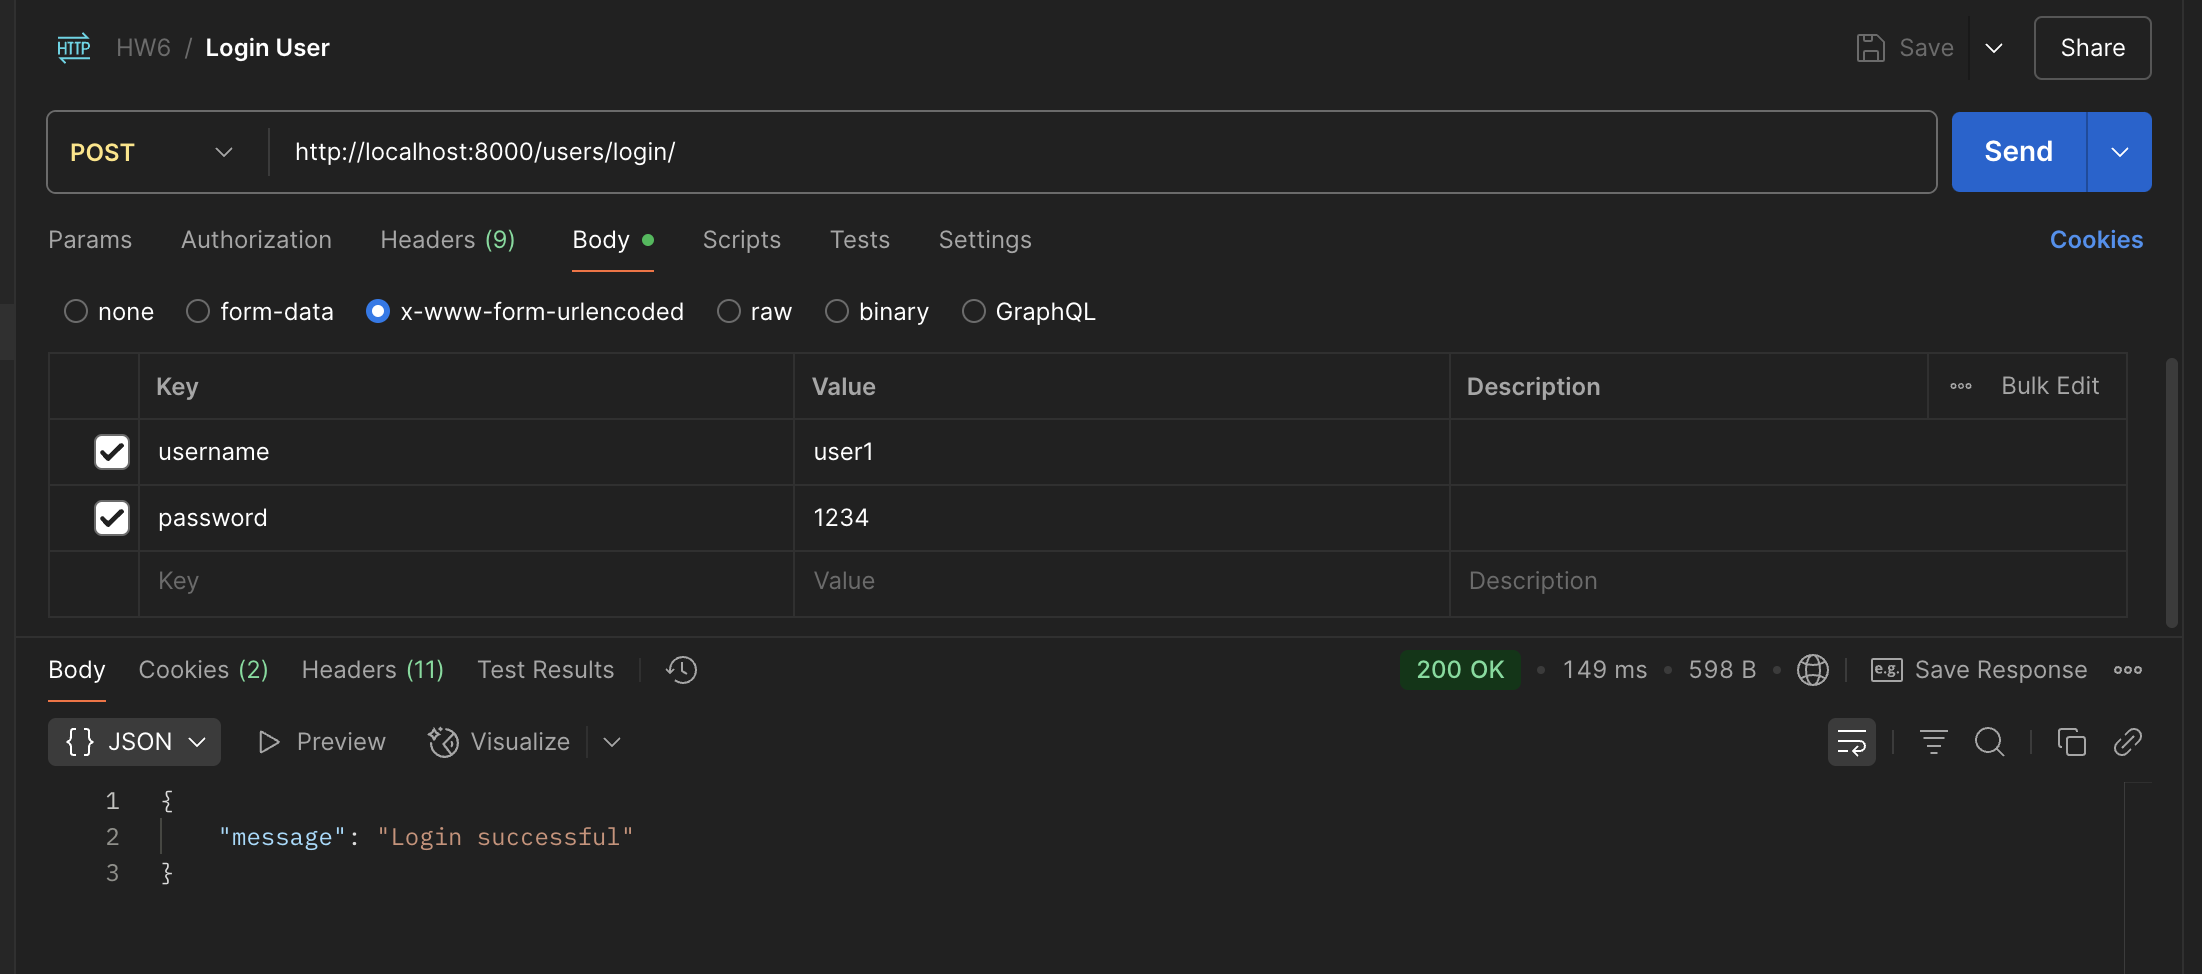 HTTP HW6 / Login User Save Share
POST http://localhost:8000/users/login/ Send
Params Authorization Headers (9) Body Scripts Tests Settings Cookies
none form-data x-www-form-urlencoded raw binary GraphQL
Key Value Description Bulk Edit
username user1
password 1234
Key Value Description
Body Cookies (2) Headers (11) Test Results 200 OK • 149 ms • 598 B • e.g. Save Response
{} JSON Preview Visualize
1 {
2 "message": "Login successful"
3 }